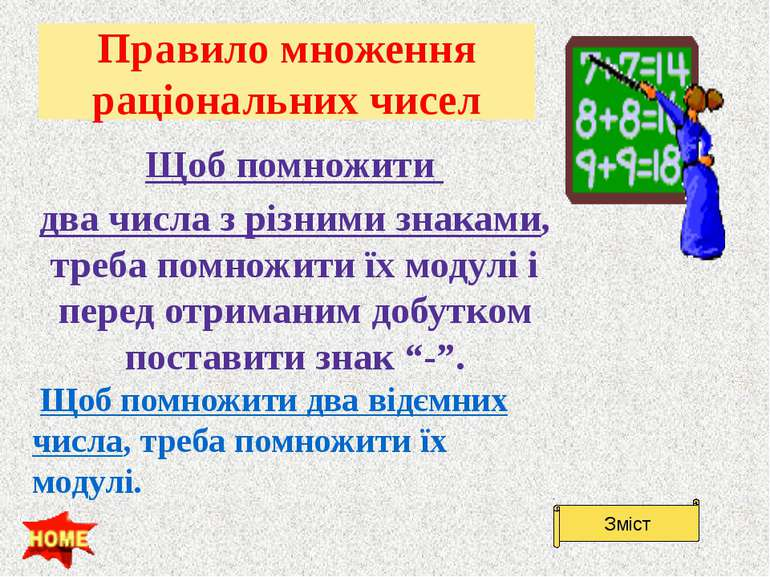 Правило множення
раціональних чисел
7+7=14
8+8=16
9+9=18
Щоб помножити
два числа з різними знаками,
треба помножити їх модулі і
перед отриманим добутком
поставити знак “-”.
Щоб помножити два відємних
числа, треба помножити їх
модулі.
HOME
Зміст